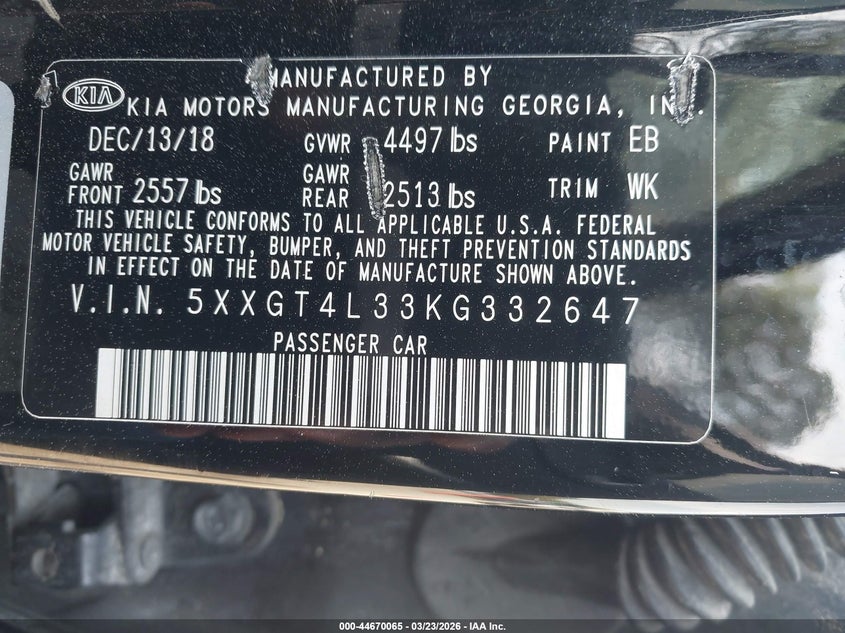 MANUFACTURED BY
KIA KIA MOTORS MANUFACTURING GEORGIA, INC.
DEC/13/18 GVWR 4497 lbs PAINT EB
GAWR FRONT 2557 lbs GAWR REAR 2513 lbs TRIM WK
THIS VEHICLE CONFORMS TO ALL APPLICABLE U.S.A. FEDERAL
MOTOR VEHICLE SAFETY, BUMPER, AND THEFT PREVENTION STANDARDS
IN EFFECT ON THE DATE OF MANUFACTURE SHOWN ABOVE.
V.I.N. 5XXGT4L33KG332647
PASSENGER CAR
000-44670065 — 03/23/2026 — IAA Inc.